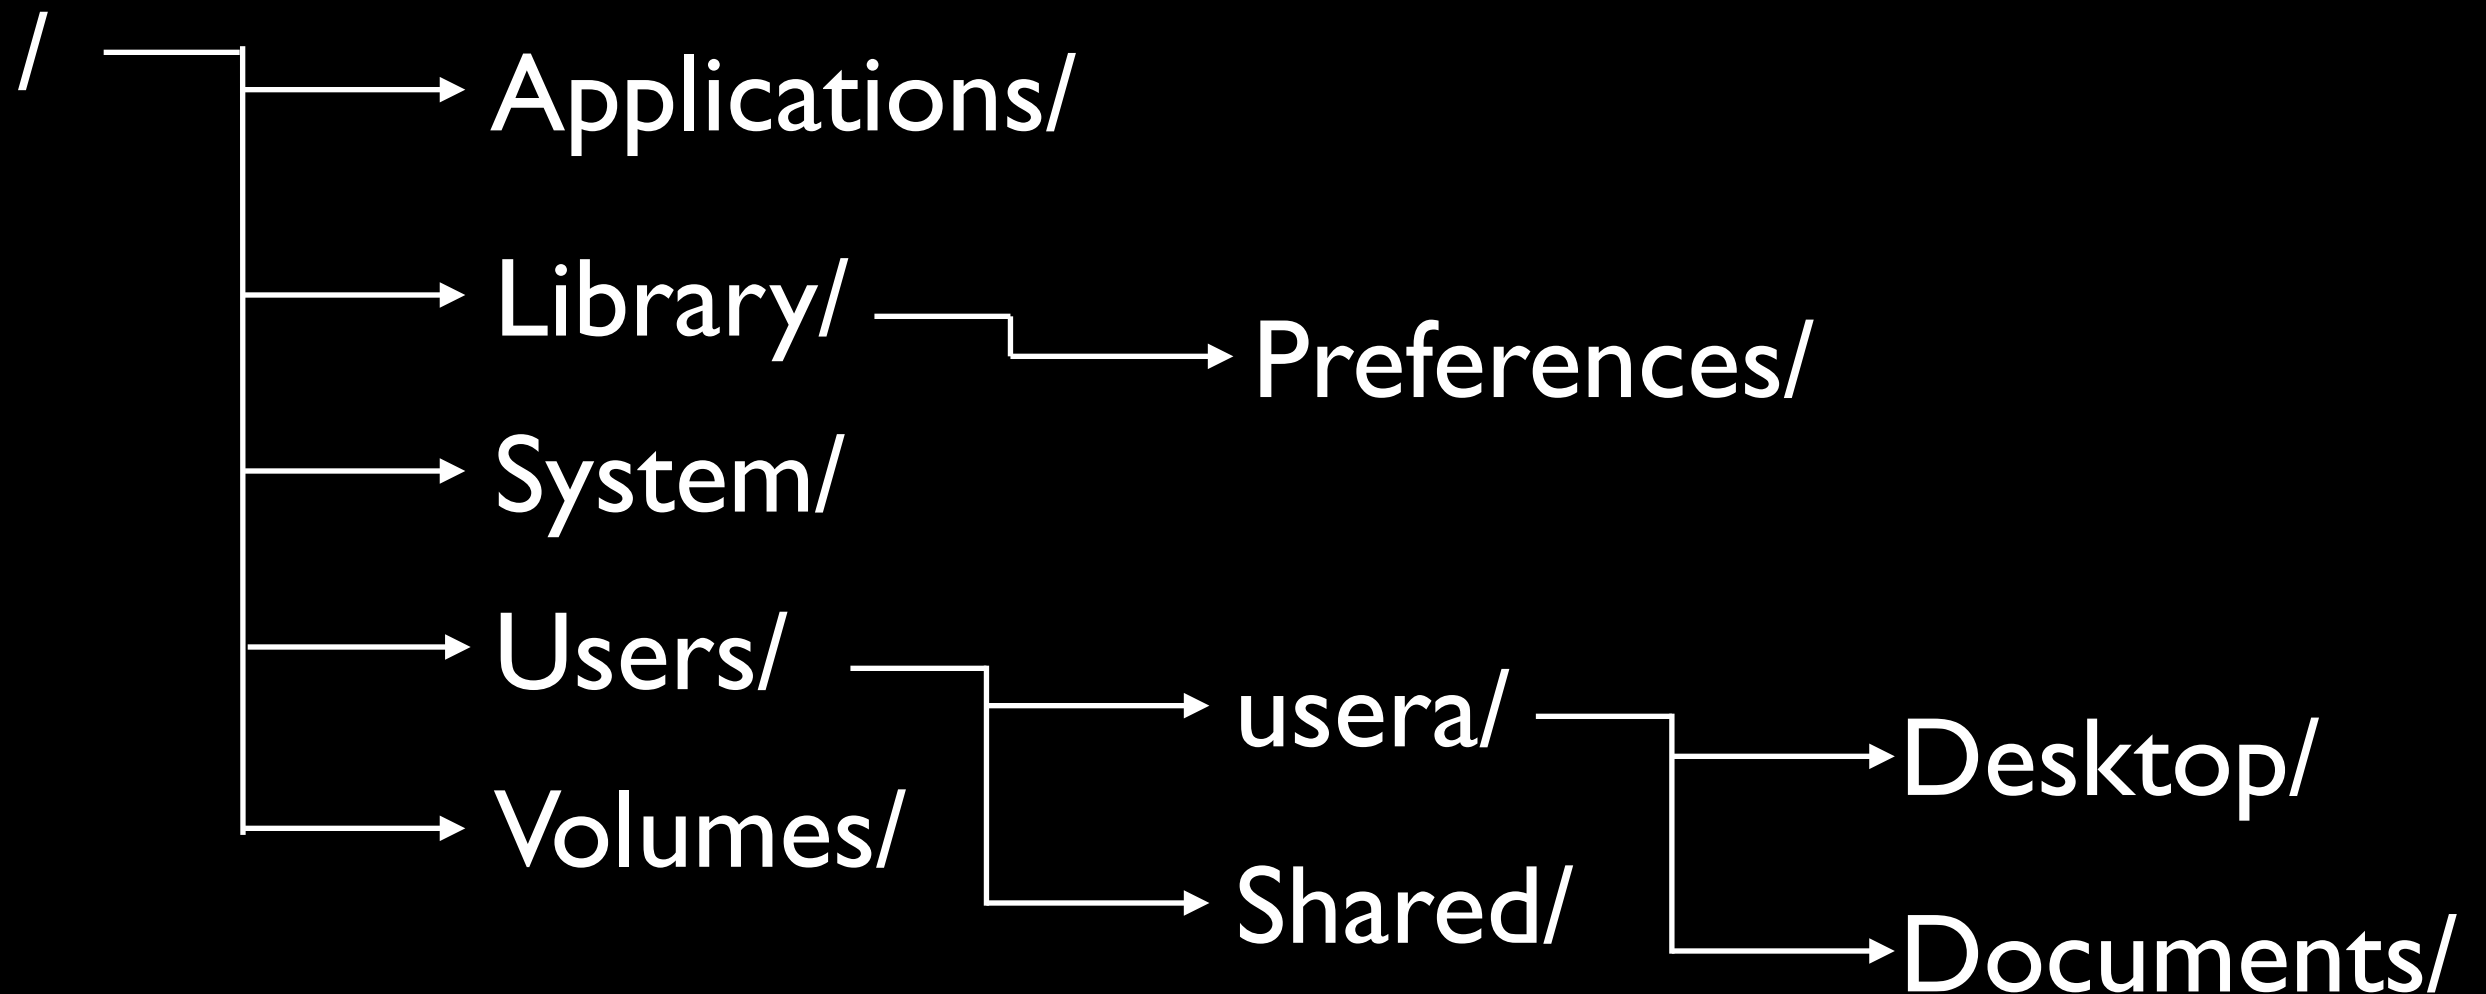 /
Applications/
Library/
Preferences/
System/
Users/
usera/
Desktop/
Volumes/
Shared/
Documents/